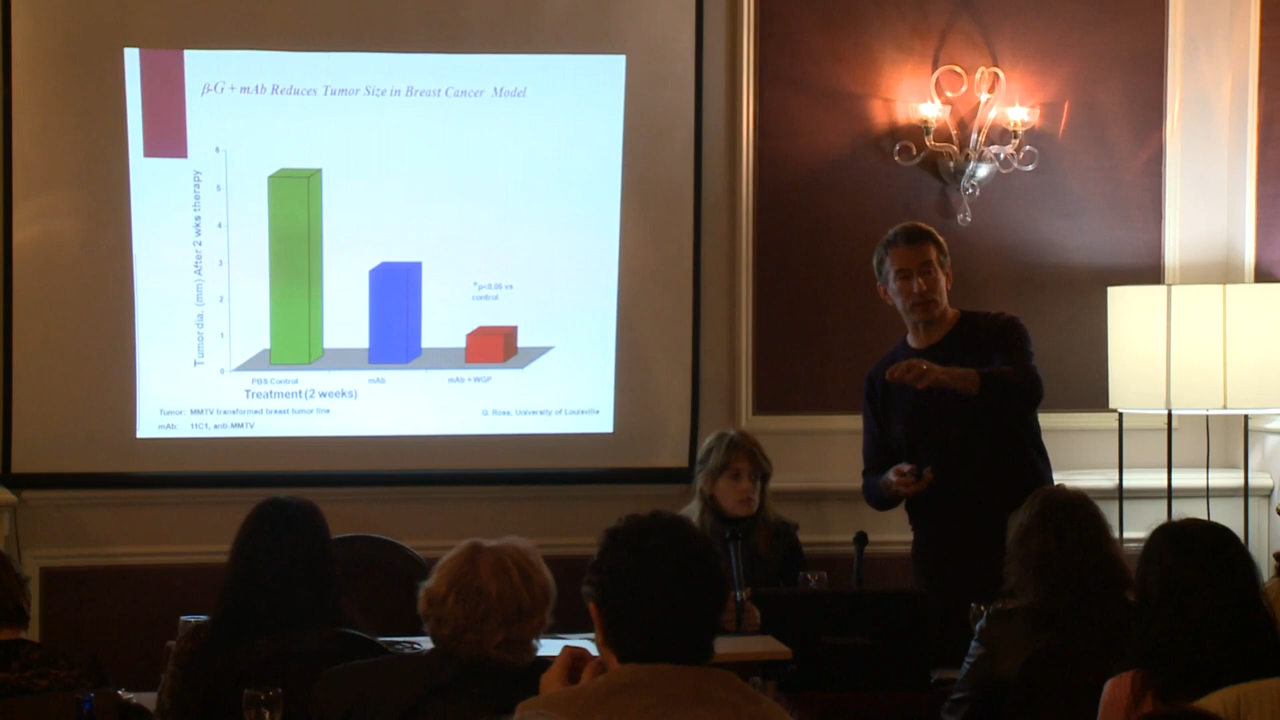 β-G + mAb Reduces Tumor Size in Breast Cancer Model
6
5
4
3
2
1
0
Tumor dia. (mm) After 2 wks therapy
*p<0.05 vs
control
PBS Control
mAb
mAb + WGP
Treatment (2 weeks)
Tumor: MMTV transformed breast tumor line
G. Ross, University of Louisville
mAb: 11C1, anti-MMTV